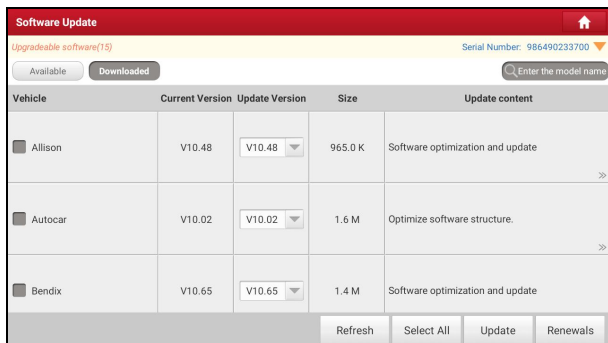 Software Update
Upgradeable software(15)
Serial Number: 986490233700
Available
Downloaded
Enter the model name
Vehicle Current Version Update Version Size Update content
Allison V10.48 V10.48 965.0 K Software optimization and update
Autocar V10.02 V10.02 1.6 M Optimize software structure.
Bendix V10.65 V10.65 1.4 M Software optimization and update
Refresh Select All Update Renewals